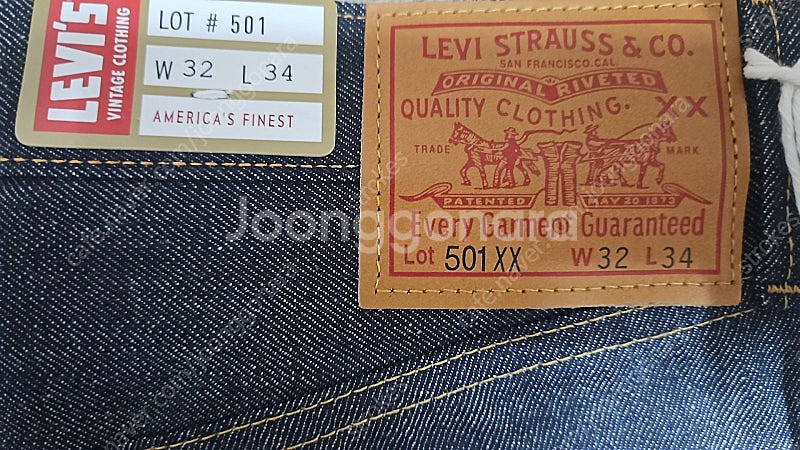 LEVI'S
VINTAGE CLOTHING
LOT # 501
W 32 L 34
AMERICA'S FINEST
LEVI STRAUSS & CO.
SAN FRANCISCO.CAL.
ORIGINAL RIVETED
QUALITY CLOTHING. XX
TRADE MARK
PATENTED MAY 20 1873
Every Garment Guaranteed
Lot 501XX W32 L34
Joonggonara